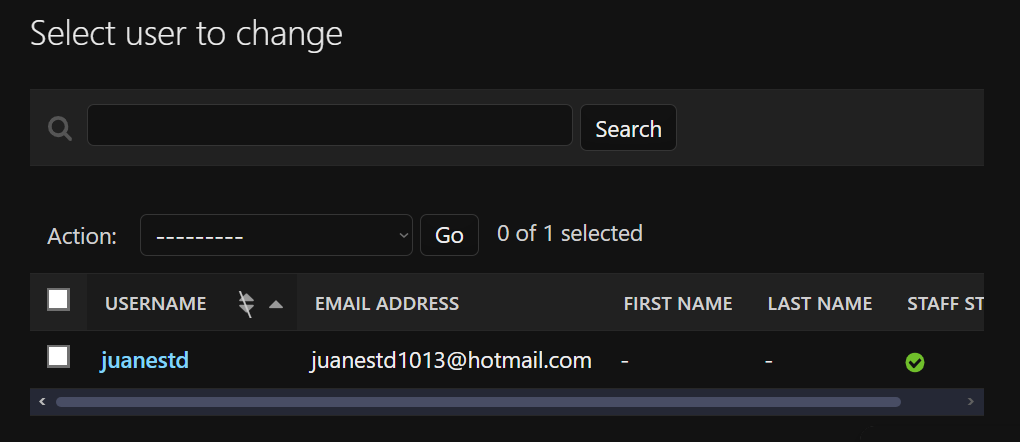 Select user to change
Search
Action: --------- Go 0 of 1 selected
USERNAME EMAIL ADDRESS FIRST NAME LAST NAME STAFF ST
juanestd juanestd1013@hotmail.com - -